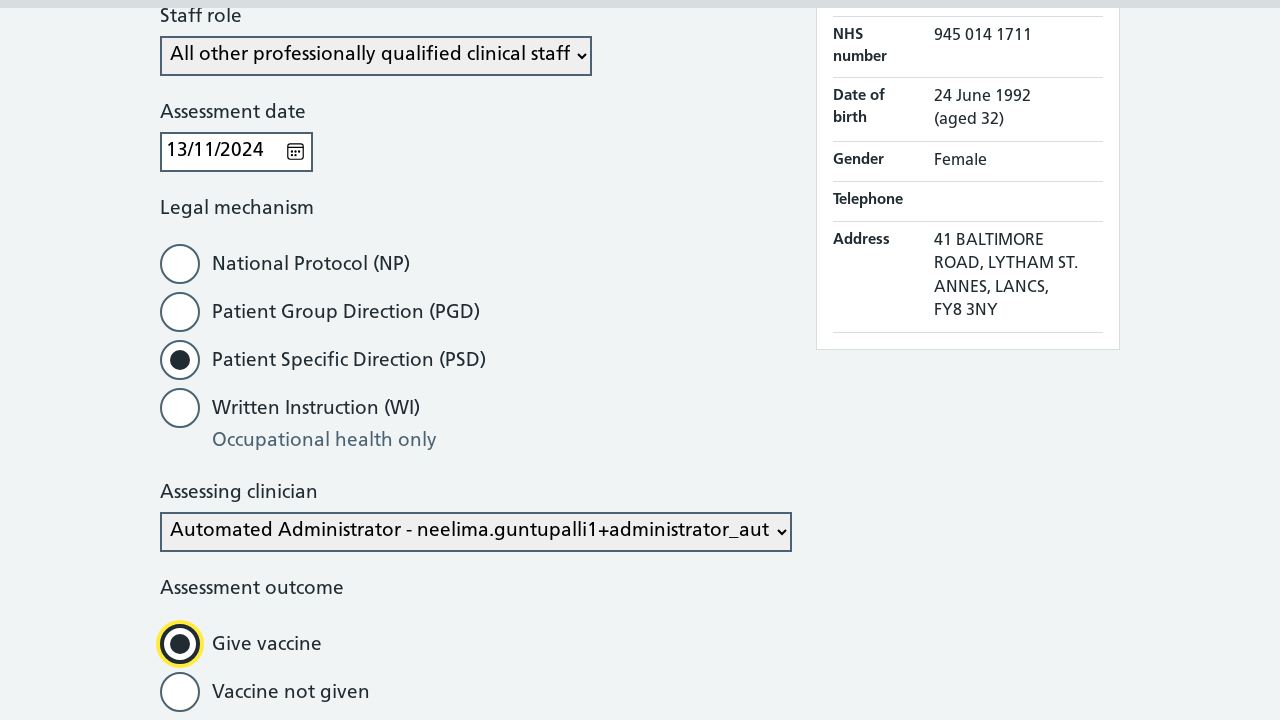 Staff role
All other professionally qualified clinical staff
Assessment date
13/11/2024
Legal mechanism
National Protocol (NP)
Patient Group Direction (PGD)
Patient Specific Direction (PSD)
Written Instruction (WI)
Occupational health only
Assessing clinician
Automated Administrator - neelima.guntupalli1+administrator_aut
Assessment outcome
Give vaccine
Vaccine not given
NHS number
945 014 1711
Date of birth
24 June 1992
(aged 32)
Gender
Female
Telephone
Address
41 BALTIMORE
ROAD, LYTHAM ST.
ANNES, LANCS,
FY8 3NY